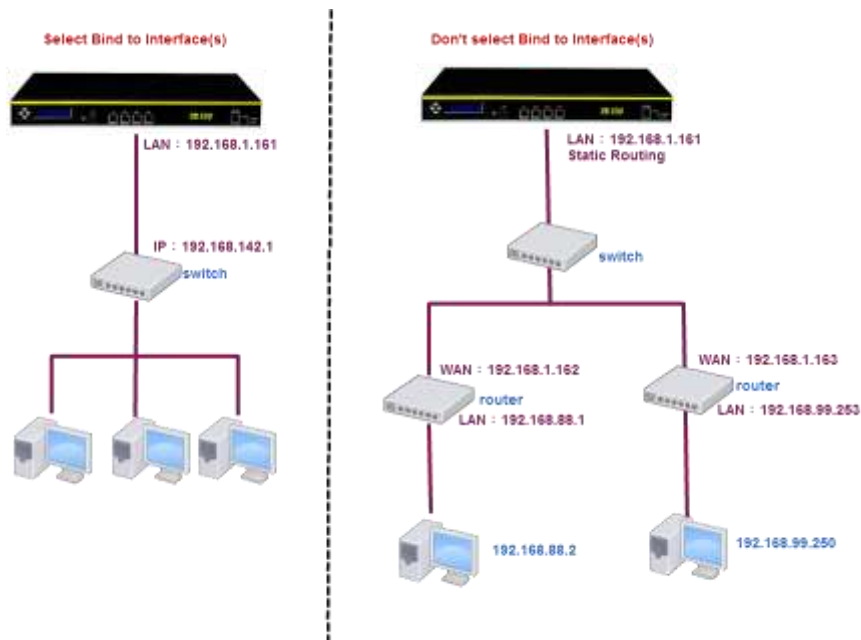 Select Bind to Interface(s)
LAN：192.168.1.161
IP：192.168.142.1
switch
Don't select Bind to Interface(s)
LAN：192.168.1.161
Static Routing
switch
WAN：192.168.1.162
router
LAN：192.168.88.1
192.168.88.2
WAN：192.168.1.163
router
LAN：192.168.99.253
192.168.99.250